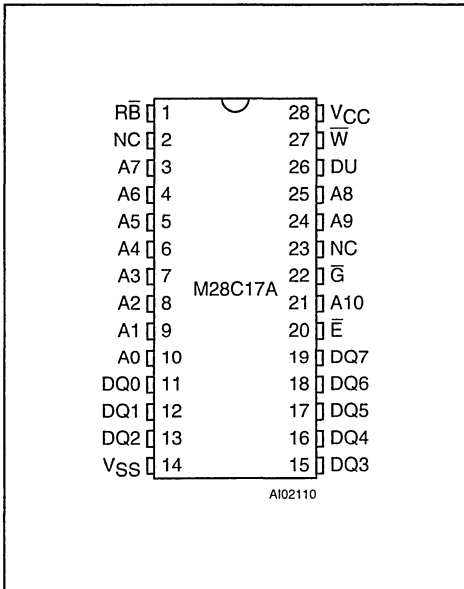 RB̅ 1 28 VCC
NC 2 27 W̅
A7 3 26 DU
A6 4 25 A8
A5 5 24 A9
A4 6 23 NC
A3 7 22 G̅
M28C17A
A2 8 21 A10
A1 9 20 E̅
A0 10 19 DQ7
DQ0 11 18 DQ6
DQ1 12 17 DQ5
DQ2 13 16 DQ4
VSS 14 15 DQ3
AI02110